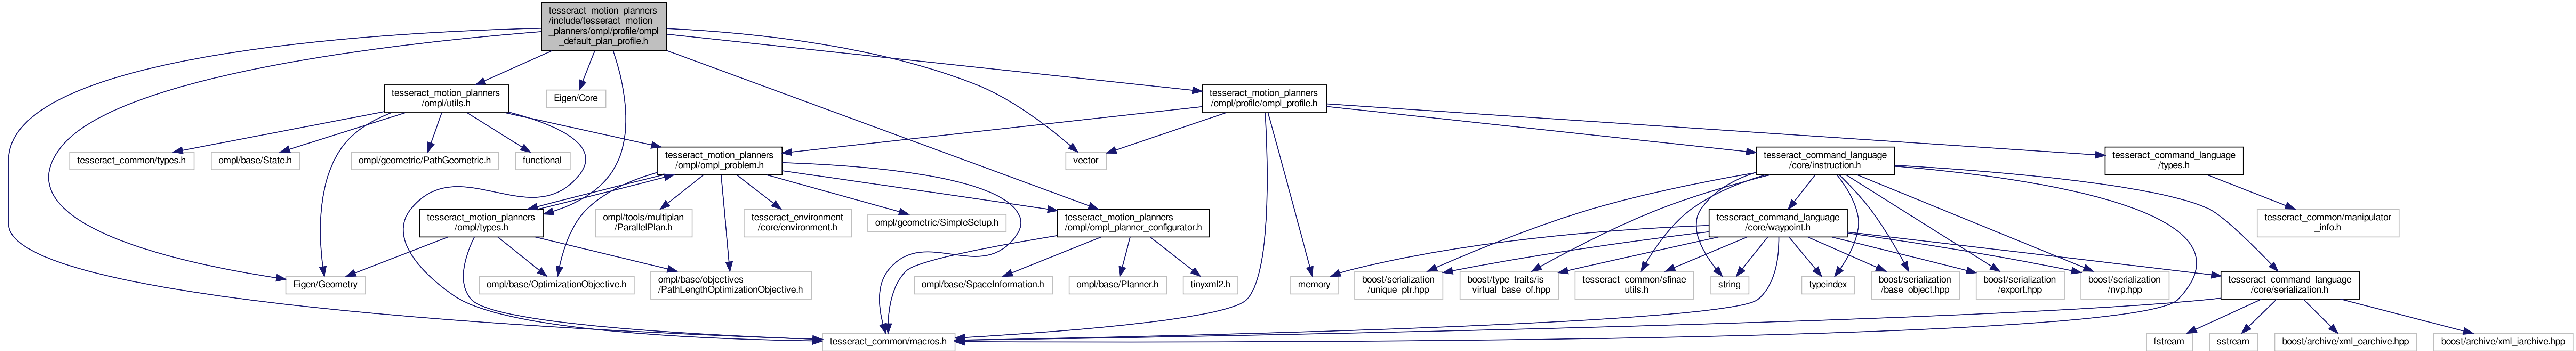 tesseract_motion_planners
/include/tesseract_motion
_planners/ompl/profile/ompl
_default_plan_profile.h
tesseract_motion_planners
/ompl/utils.h
Eigen/Core
tesseract_motion_planners
/ompl/profile/ompl_profile.h
tesseract_common/types.h
ompl/base/State.h
ompl/geometric/PathGeometric.h
functional
tesseract_motion_planners
/ompl/ompl_problem.h
vector
tesseract_command_language
/core/instruction.h
tesseract_command_language
/types.h
tesseract_motion_planners
/ompl/types.h
ompl/tools/multiplan
/ParallelPlan.h
tesseract_environment
/core/environment.h
ompl/geometric/SimpleSetup.h
tesseract_motion_planners
/ompl/ompl_planner_configurator.h
tesseract_command_language
/core/waypoint.h
tesseract_common/manipulator
_info.h
Eigen/Geometry
ompl/base/OptimizationObjective.h
ompl/base/objectives
/PathLengthOptimizationObjective.h
ompl/base/SpaceInformation.h
ompl/base/Planner.h
tinyxml2.h
memory
boost/serialization
/unique_ptr.hpp
boost/type_traits/is
_virtual_base_of.hpp
tesseract_common/sfinae
_utils.h
string
typeindex
boost/serialization
/base_object.hpp
boost/serialization
/export.hpp
boost/serialization
/nvp.hpp
tesseract_command_language
/core/serialization.h
tesseract_common/macros.h
fstream
sstream
boost/archive/xml_oarchive.hpp
boost/archive/xml_iarchive.hpp